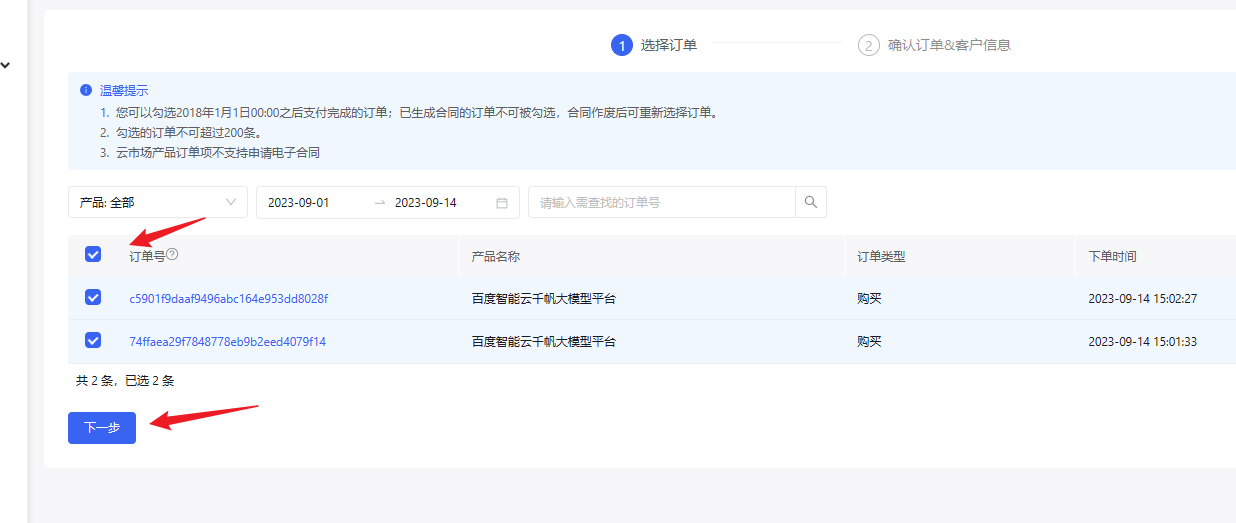 1 选择订单 2 确认订单&客户信息
温馨提示
1. 您可以勾选2018年1月1日00:00之后支付完成的订单；已生成合同的订单不可被勾选，合同作废后可重新选择订单。
2. 勾选的订单不可超过200条。
3. 云市场产品订单项不支持申请电子合同
产品: 全部 2023-09-01 → 2023-09-14 请输入需查找的订单号
订单号 产品名称 订单类型 下单时间
c5901f9daaf9496abc164e953dd8028f 百度智能云千帆大模型平台 购买 2023-09-14 15:02:27
74ffaea29f7848778eb9b2eed4079f14 百度智能云千帆大模型平台 购买 2023-09-14 15:01:33
共 2 条，已选 2 条
下一步